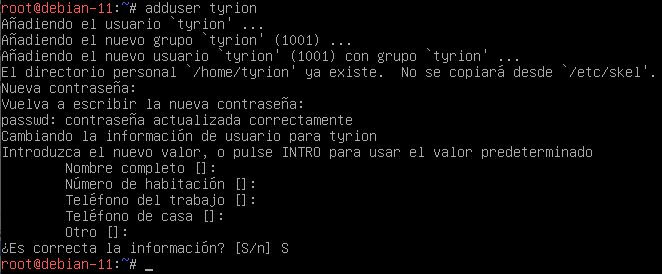 root@debian-11:~# adduser tyrion
Añadiendo el usuario `tyrion' ...
Añadiendo el nuevo grupo `tyrion' (1001) ...
Añadiendo el nuevo usuario `tyrion' (1001) con grupo `tyrion' ...
El directorio personal `/home/tyrion' ya existe.  No se copiará desde `/etc/skel'.
Nueva contraseña:
Vuelva a escribir la nueva contraseña:
passwd: contraseña actualizada correctamente
Cambiando la información de usuario para tyrion
Introduzca el nuevo valor, o pulse INTRO para usar el valor predeterminado
        Nombre completo []:
        Número de habitación []:
        Teléfono del trabajo []:
        Teléfono de casa []:
        Otro []:
¿Es correcta la información? [S/n] S
root@debian-11:~# _